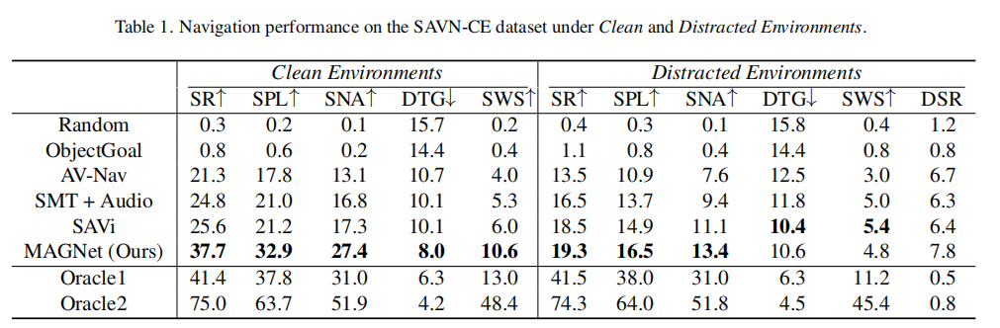 Table 1. Navigation performance on the SAVN-CE dataset under Clean and Distracted Environments.
Clean Environments Distracted Environments
SR↑ SPL↑ SNA↑ DTG↓ SWS↑ SR↑ SPL↑ SNA↑ DTG↓ SWS↑ DSR
Random 0.3 0.2 0.1 15.7 0.2 0.4 0.3 0.1 15.8 0.4 1.2
ObjectGoal 0.8 0.6 0.2 14.4 0.4 1.1 0.8 0.4 14.4 0.8 0.8
AV-Nav 21.3 17.8 13.1 10.7 4.0 13.5 10.9 7.6 12.5 3.0 6.7
SMT + Audio 24.8 21.0 16.8 10.1 5.3 16.5 13.7 9.4 11.8 5.0 6.3
SAVi 25.6 21.2 17.3 10.1 6.0 18.5 14.9 11.1 10.4 5.4 6.4
MAGNet (Ours) 37.7 32.9 27.4 8.0 10.6 19.3 16.5 13.4 10.6 4.8 7.8
Oracle1 41.4 37.8 31.0 6.3 13.0 41.5 38.0 31.0 6.3 11.2 0.5
Oracle2 75.0 63.7 51.9 4.2 48.4 74.3 64.0 51.9 4.5 45.4 0.8